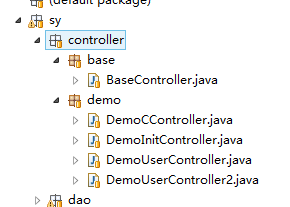 (default package)
sy
controller
base
BaseController.java
demo
DemoCController.java
DemoInitController.java
DemoUserController.java
DemoUserController2.java
dao